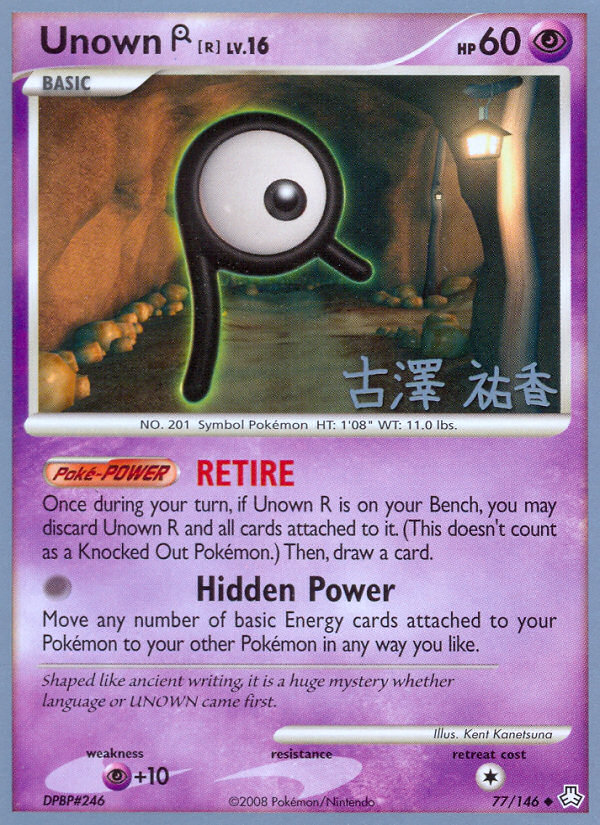 Unown R [R] LV.16 HP 60
BASIC
古澤 祐香
NO. 201 Symbol Pokémon HT: 1'08" WT: 11.0 lbs.
Poké-POWER RETIRE
Once during your turn, if Unown R is on your Bench, you may
discard Unown R and all cards attached to it. (This doesn't count
as a Knocked Out Pokémon.) Then, draw a card.
Hidden Power
Move any number of basic Energy cards attached to your
Pokémon to your other Pokémon in any way you like.
Shaped like ancient writing, it is a huge mystery whether
language or UNOWN came first.
Illus. Kent Kanetsuna
weakness resistance retreat cost
+10
DPBP#246 ©2008 Pokémon/Nintendo 77/146